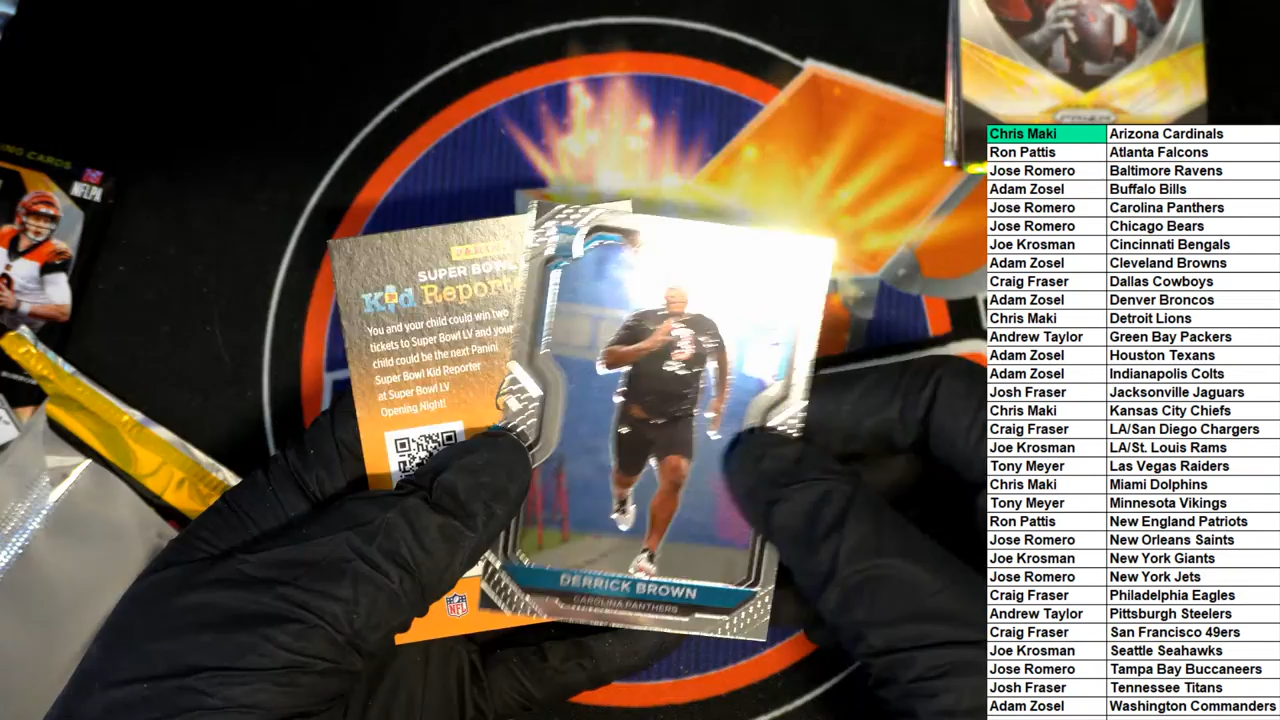 NG CARDS
NFLPA
PRIZM
PANINI
SUPER BOWL
Kid Reporter
You and your child could win two
tickets to Super Bowl LV and your
child could be the next Panini
Super Bowl Kid Reporter
at Super Bowl LV
Opening Night!
NFL
DERRICK BROWN
CAROLINA PANTHERS
Chris Maki Arizona Cardinals
Ron Pattis Atlanta Falcons
Jose Romero Baltimore Ravens
Adam Zosel Buffalo Bills
Jose Romero Carolina Panthers
Jose Romero Chicago Bears
Joe Krosman Cincinnati Bengals
Adam Zosel Cleveland Browns
Craig Fraser Dallas Cowboys
Adam Zosel Denver Broncos
Chris Maki Detroit Lions
Andrew Taylor Green Bay Packers
Adam Zosel Houston Texans
Adam Zosel Indianapolis Colts
Josh Fraser Jacksonville Jaguars
Chris Maki Kansas City Chiefs
Craig Fraser LA/San Diego Chargers
Joe Krosman LA/St. Louis Rams
Tony Meyer Las Vegas Raiders
Chris Maki Miami Dolphins
Tony Meyer Minnesota Vikings
Ron Pattis New England Patriots
Jose Romero New Orleans Saints
Joe Krosman New York Giants
Jose Romero New York Jets
Craig Fraser Philadelphia Eagles
Andrew Taylor Pittsburgh Steelers
Craig Fraser San Francisco 49ers
Joe Krosman Seattle Seahawks
Jose Romero Tampa Bay Buccaneers
Josh Fraser Tennessee Titans
Adam Zosel Washington Commanders